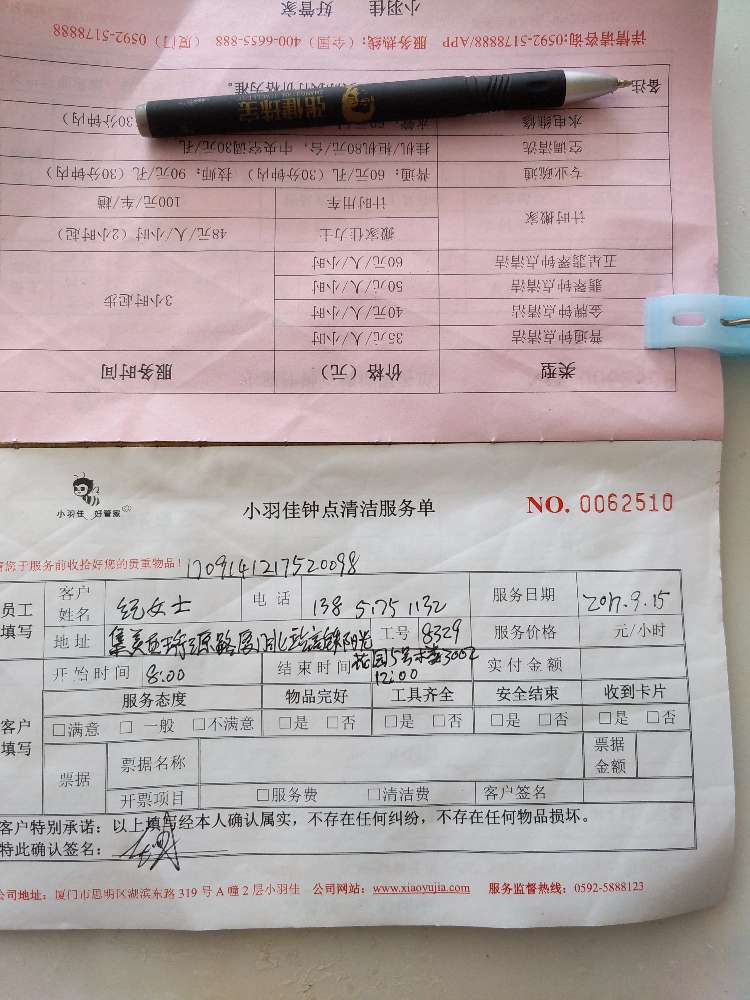 小羽佳 好管家
详情请咨询:0592-5178888/APP 服务热线:(全国)400-6655-888 (厦门)0592-5178888
类型 价格(元) 服务时间
普通钟点清洁 35元/人/小时
金牌钟点清洁 40元/人/小时 3小时起步
翡翠钟点清洁 50元/人/小时
五星翡翠钟点清洁 60元/人/小时
计时搬家 搬家壮力士 48元/人/小时(2小时起)
计时用车 100元/车/趟
专业疏通 普通:60元/孔(30分钟内) 技师:90元/孔(30分钟内)
空调清洗 挂机/柜机80元/台,中央空调30元/孔
水电维修 30分钟内)
备注 价格为准。
小羽佳 好管家
小羽佳钟点清洁服务单
NO. 0062510
请您于服务前收拾好您的贵重物品!
1709141217520098
员工填写 客户姓名 纪女士 电话 138 5175 1132 服务日期 2017.9.15
地址 集美 花园5号 3002 工号 8329 服务价格 元/小时
开始时间 8:00 结束时间 12:00 实付金额
客户填写 服务态度 物品完好 工具齐全 安全结束 收到卡片
□满意 □一般 □不满意 □是 □否 □是 □否 □是 □否 □是 □否
票据 票据名称 票据金额
开票项目 □服务费 □清洁费 客户签名
客户特别承诺:以上填写经本人确认属实,不存在任何纠纷,不存在任何物品损坏。
特此确认签名:
公司地址:厦门市思明区湖滨东路319号A幢2层小羽佳 公司网站:www.xiaoyujia.com 服务监督热线:0592-5888123